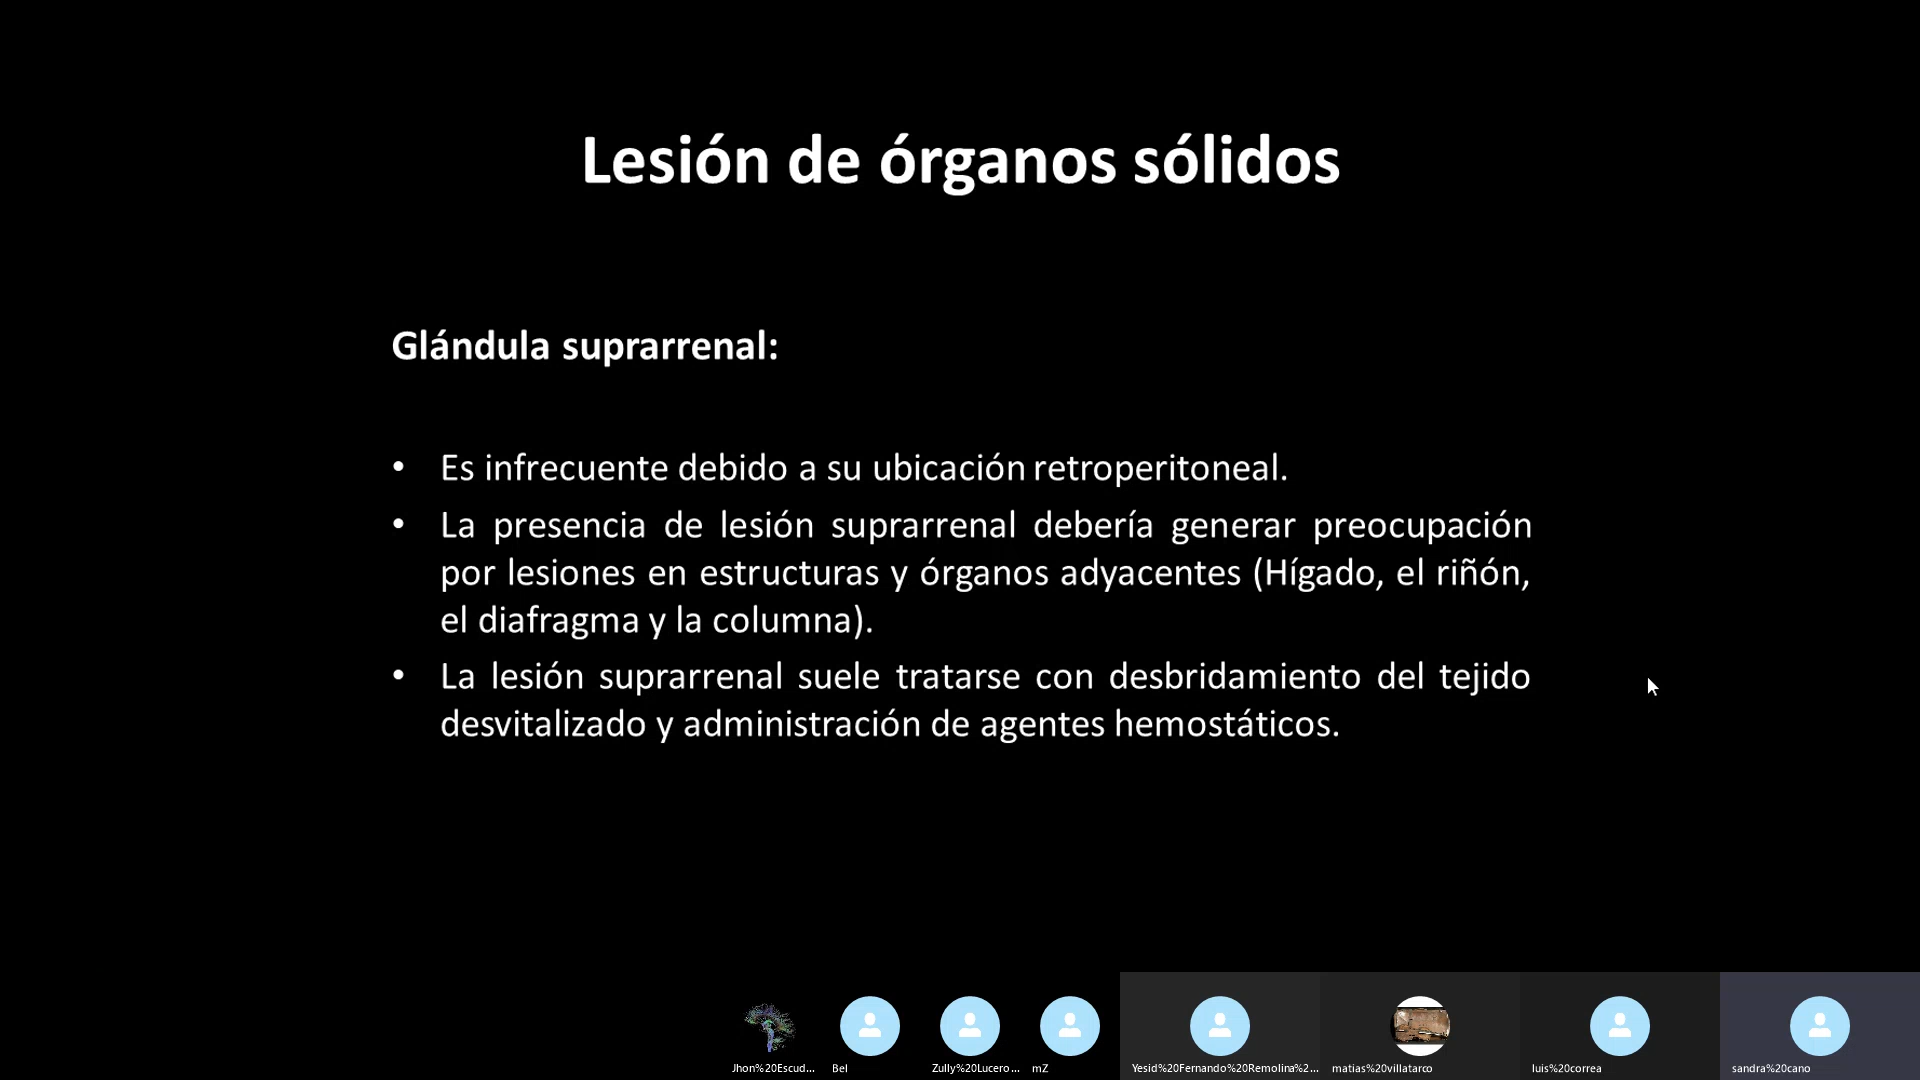 Lesión de órganos sólidos
Glándula suprarrenal:
• Es infrecuente debido a su ubicación retroperitoneal.
• La presencia de lesión suprarrenal debería generar preocupación
por lesiones en estructuras y órganos adyacentes (Hígado, el riñón,
el diafragma y la columna).
• La lesión suprarrenal suele tratarse con desbridamiento del tejido
desvitalizado y administración de agentes hemostáticos.
Jhon%20Escud... Bel Zully%20Lucero... mZ Yesid%20Fernando%20Remolina%2... matias%20villatarco luis%20correa sandra%20cano